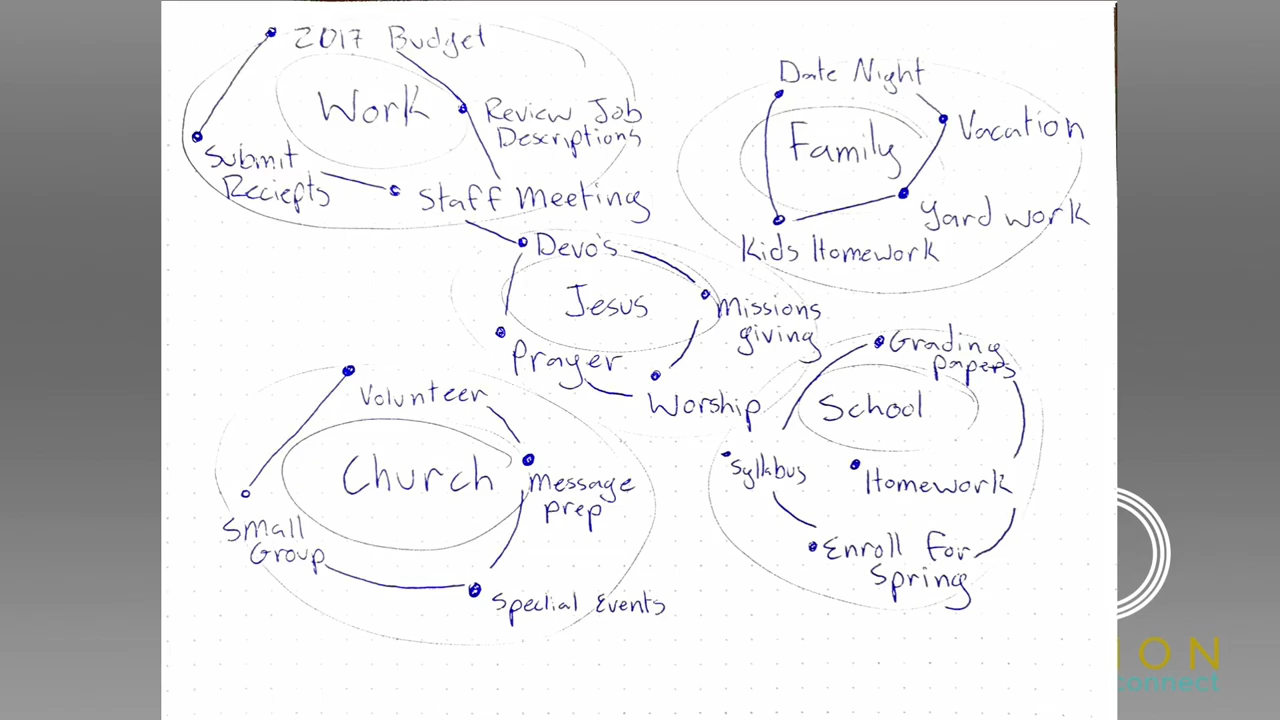 2017 Budget
Work
Review Job
Descriptions
Submit
Reciepts
Staff Meeting
Date Night
Family
Vacation
Yard work
Kids Homework
Devo's
Jesus
Missions
giving
Prayer
Worship
Volunteer
Church
Message
prep
Small
Group
Special Events
Grading
papers
School
Syllabus
Homework
Enroll For
Spring
ION
connect